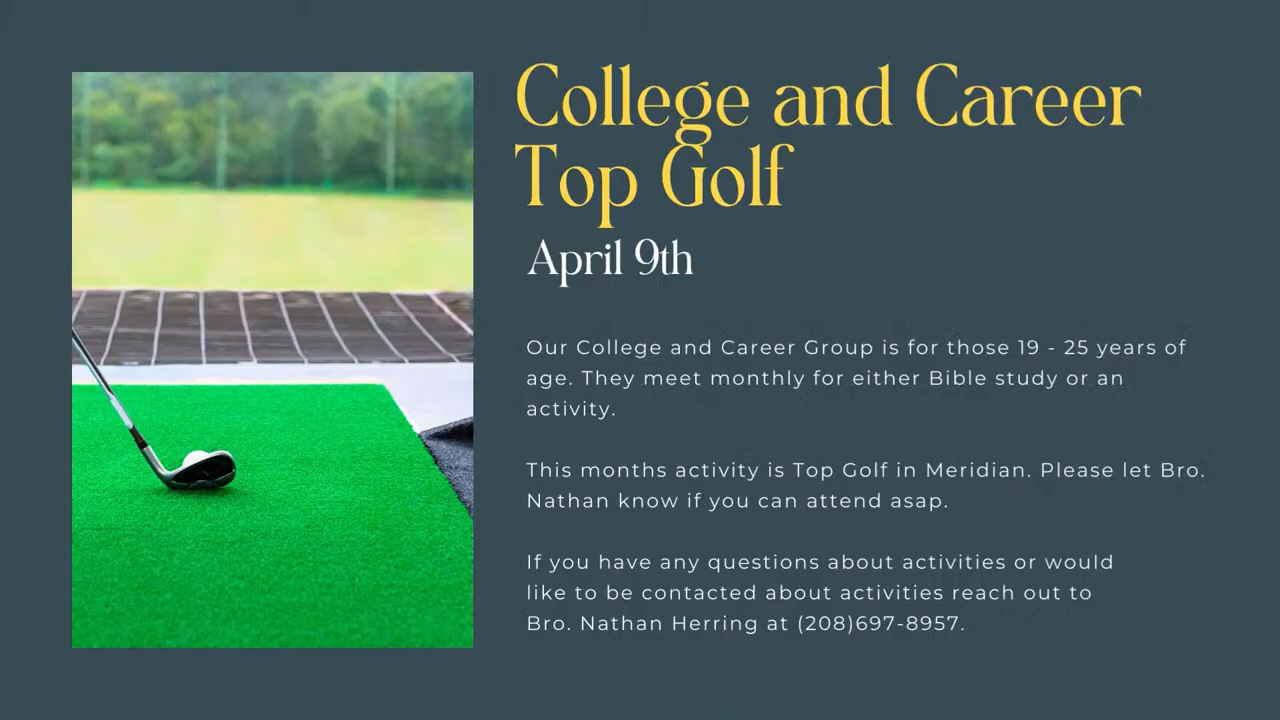 College and Career
Top Golf
April 9th
Our College and Career Group is for those 19 - 25 years of
age. They meet monthly for either Bible study or an
activity.
This months activity is Top Golf in Meridian. Please let Bro.
Nathan know if you can attend asap.
If you have any questions about activities or would
like to be contacted about activities reach out to
Bro. Nathan Herring at (208)697-8957.